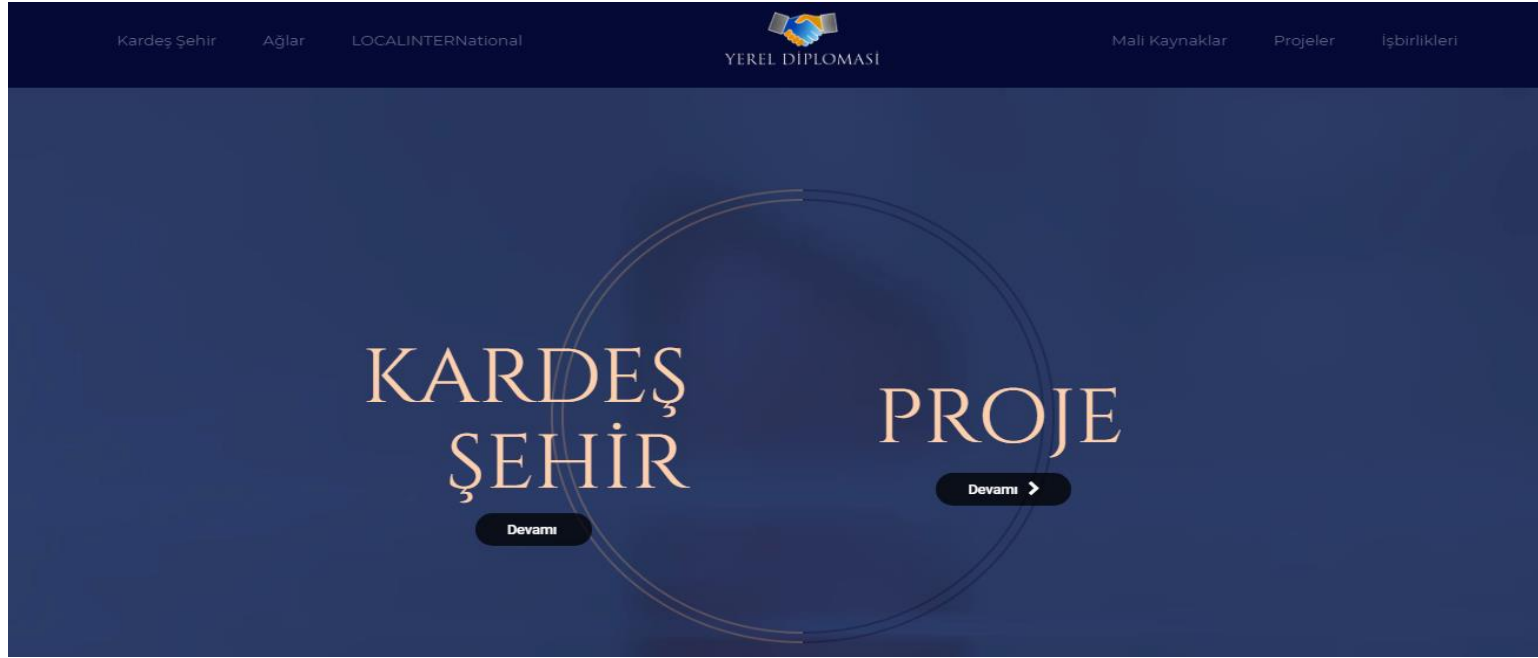 Kardeş Şehir
Ağlar
LOCALINTERNational
YEREL DİPLOMASİ
Mali Kaynaklar
Projeler
İşbirlikleri
KARDEŞ
ŞEHİR
Devamı
PROJE
Devamı